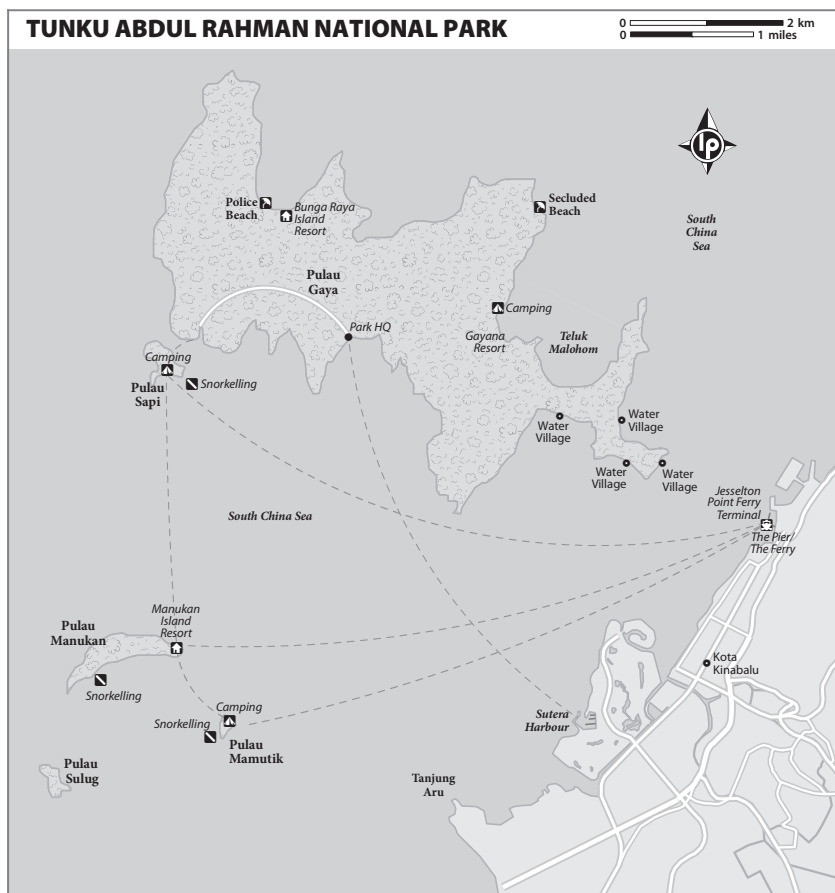 TUNKU ABDUL RAHMAN NATIONAL PARK
0 2 km
0 1 miles
lp
Police
Beach
Bunga Raya
Island
Resort
Secluded
Beach
South
China
Sea
Pulau
Gaya
Camping
Park HQ
Gayana
Resort
Teluk
Malohom
Camping
Snorkelling
Pulau
Sapi
Water
Village
Water
Village
Water
Village
Water
Village
Jesselton
Point Ferry
Terminal
The Pier/
The Ferry
South China Sea
Manukan
Island
Resort
Pulau
Manukan
Snorkelling
Kota
Kinabalu
Camping
Snorkelling
Pulau
Mamutik
Sutera
Harbour
Pulau
Sulug
Tanjung
Aru